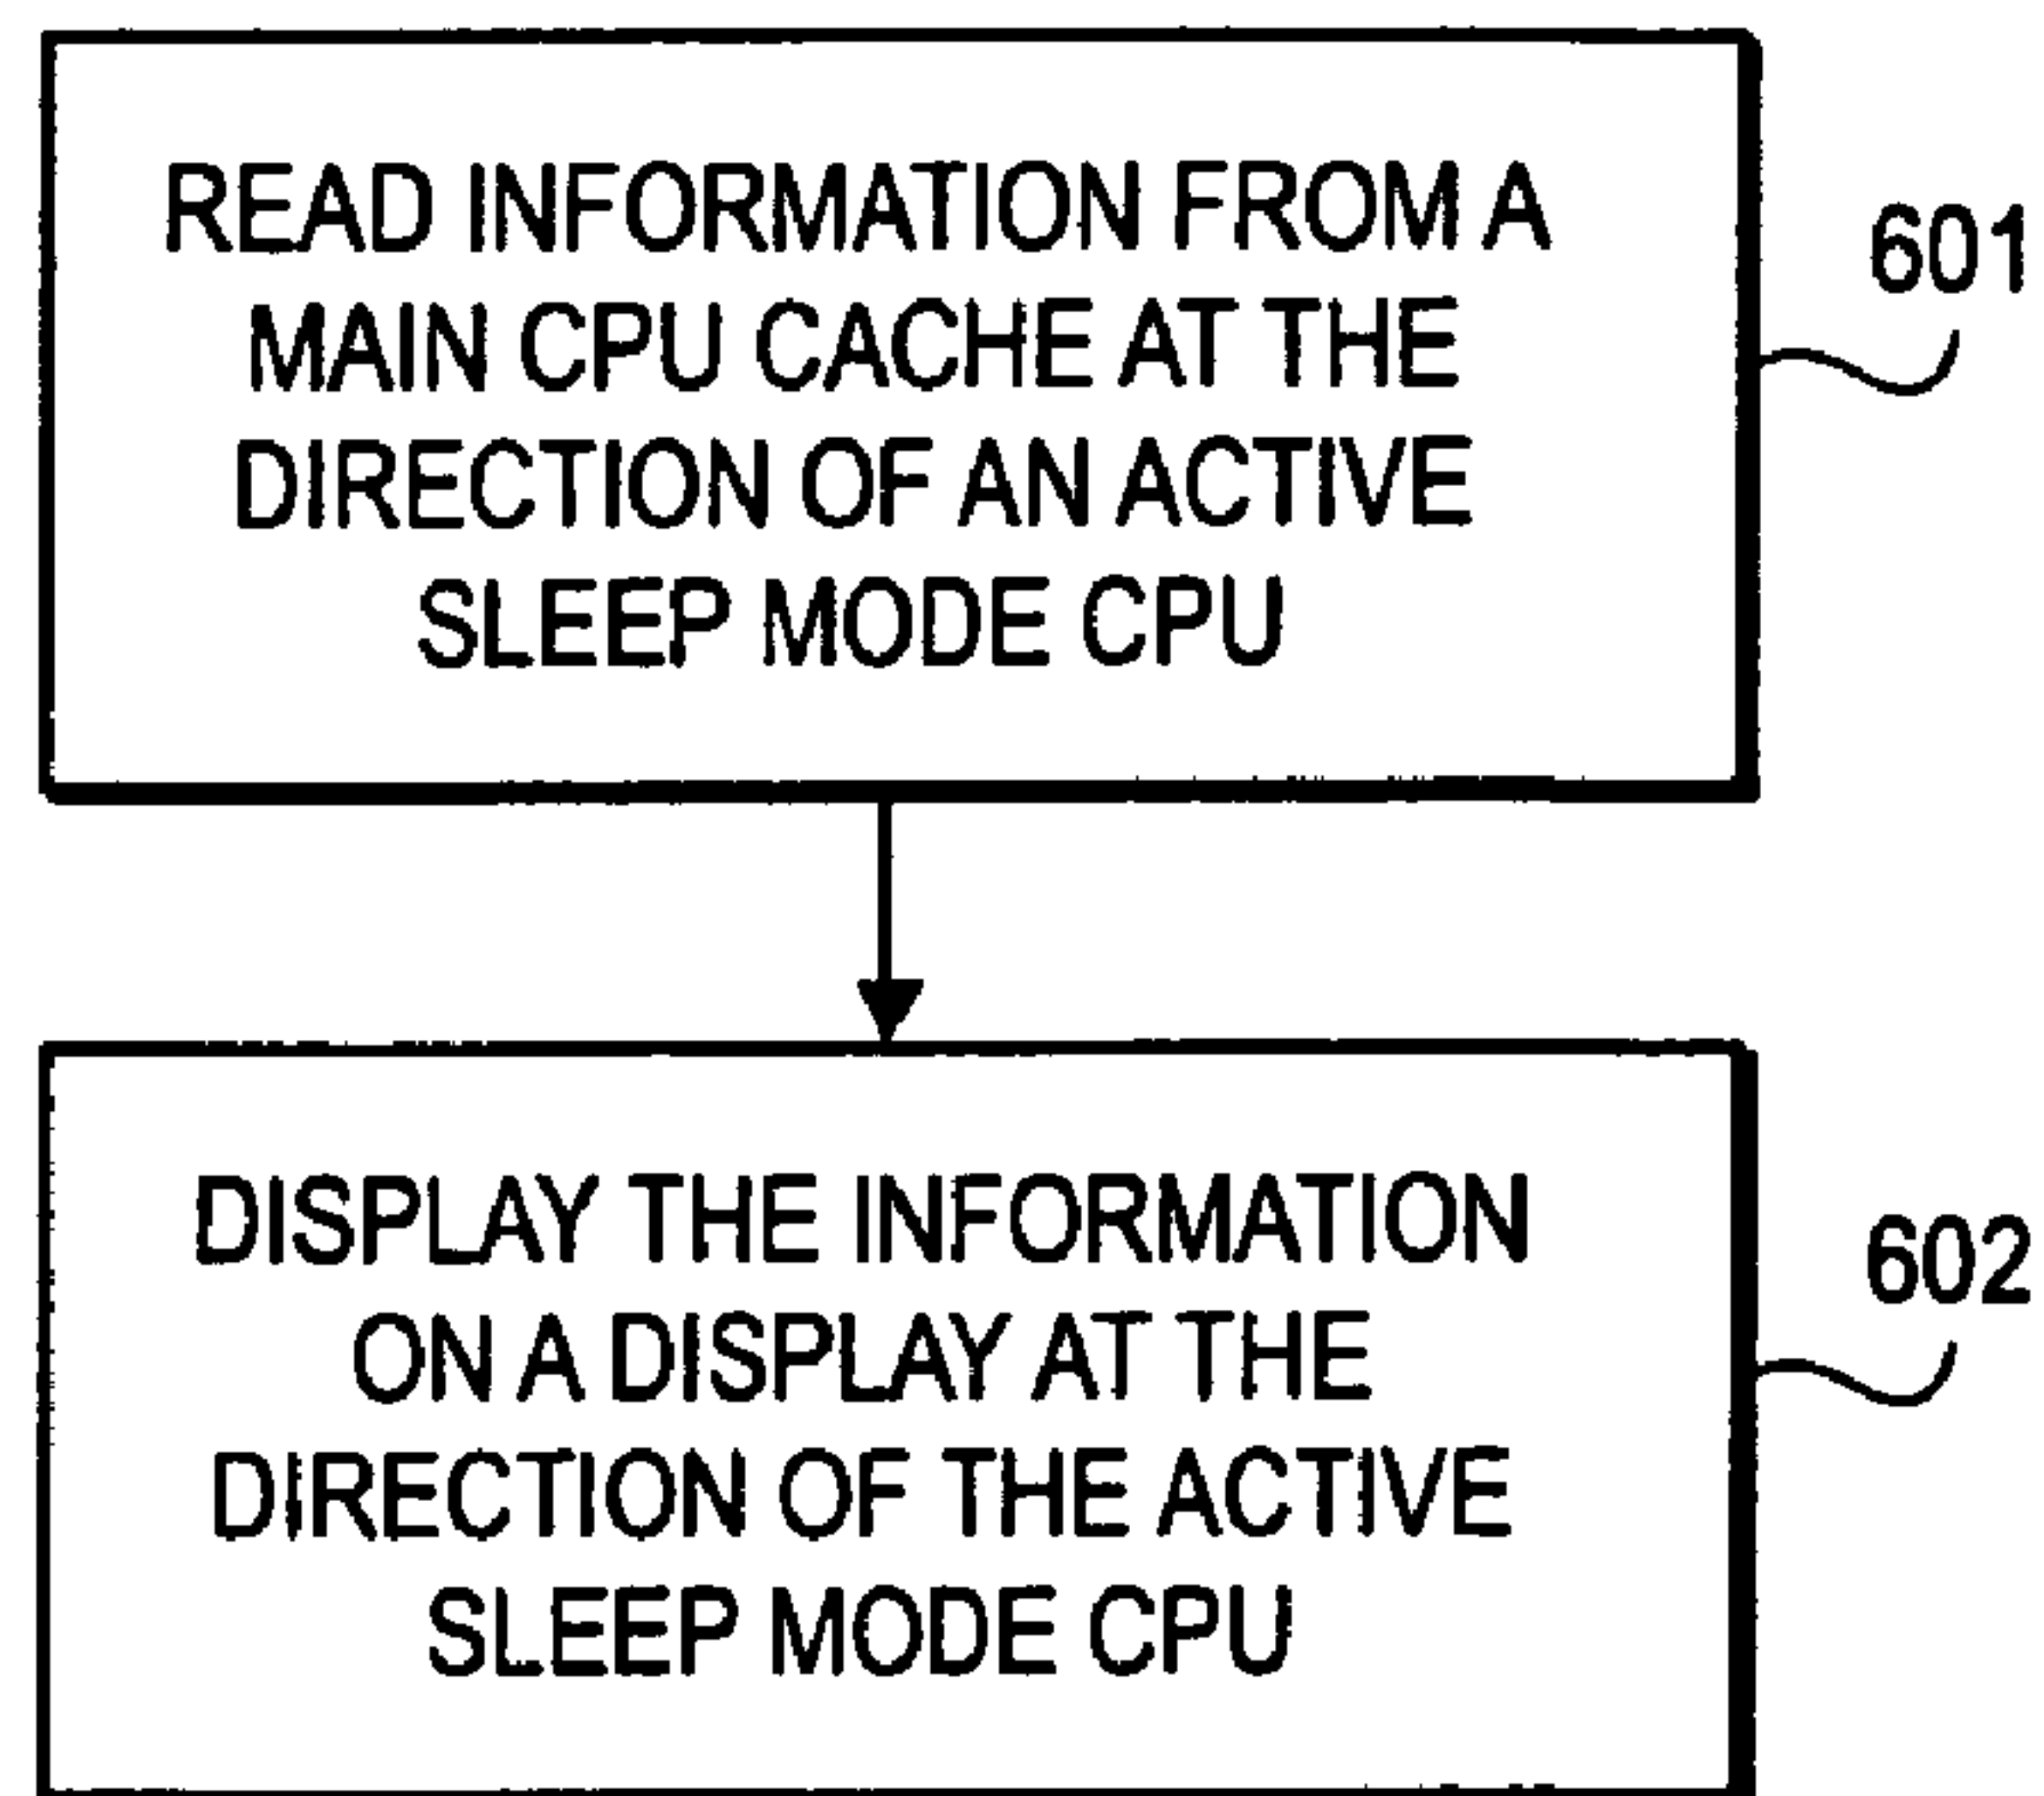 READ INFORMATION FROM A
MAIN CPU CACHE AT THE
DIRECTION OF AN ACTIVE
SLEEP MODE CPU
601
DISPLAY THE INFORMATION
ON A DISPLAY AT THE
DIRECTION OF THE ACTIVE
SLEEP MODE CPU
602